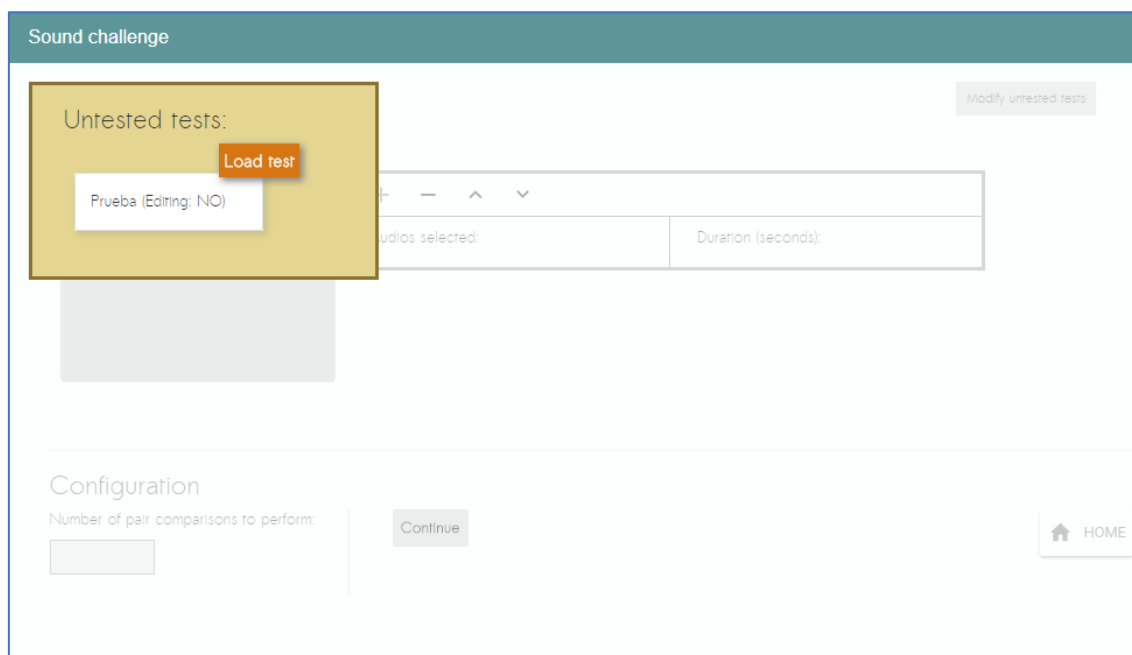 Sound challenge
Untested tests:
Modify untested tests
Load test
Prueba (Editing: NO)
udios selected:
Duration (seconds):
Configuration
Number of pair comparisons to perform:
Continue
HOME